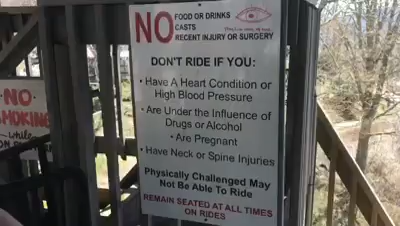 NO FOOD OR DRINKS
CASTS
RECENT INJURY OR SURGERY
DON'T RIDE IF YOU:
• Have A Heart Condition or
High Blood Pressure
• Are Under the Influence of
Drugs or Alcohol
• Are Pregnant
• Have Neck or Spine Injuries
Physically Challenged May
Not Be Able To Ride
REMAIN SEATED AT ALL TIMES
ON RIDES
NO
SMOKING
while
ON